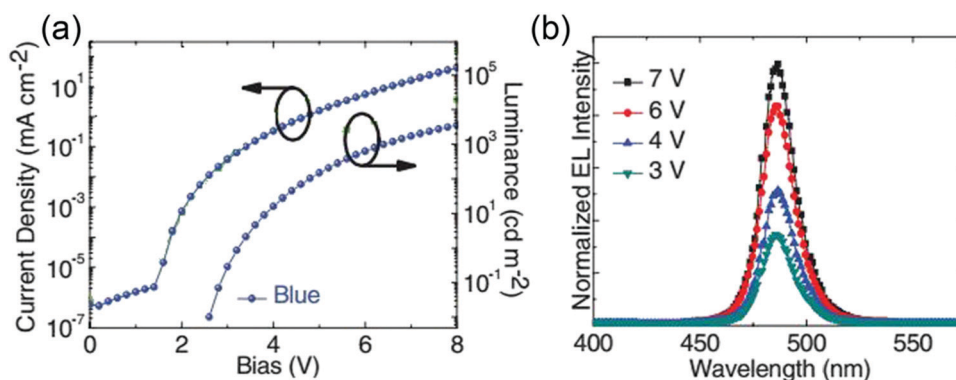 (a)
Current Density (mA cm⁻²)
10¹
10⁻¹
10⁻³
10⁻⁵
10⁻⁷
0 2 4 6 8
Bias (V)
Blue
10⁵
10³
10¹
10⁻¹
Luminance (cd m⁻²)
(b)
Normalized EL Intensity
7 V
6 V
4 V
3 V
400 450 500 550
Wavelength (nm)